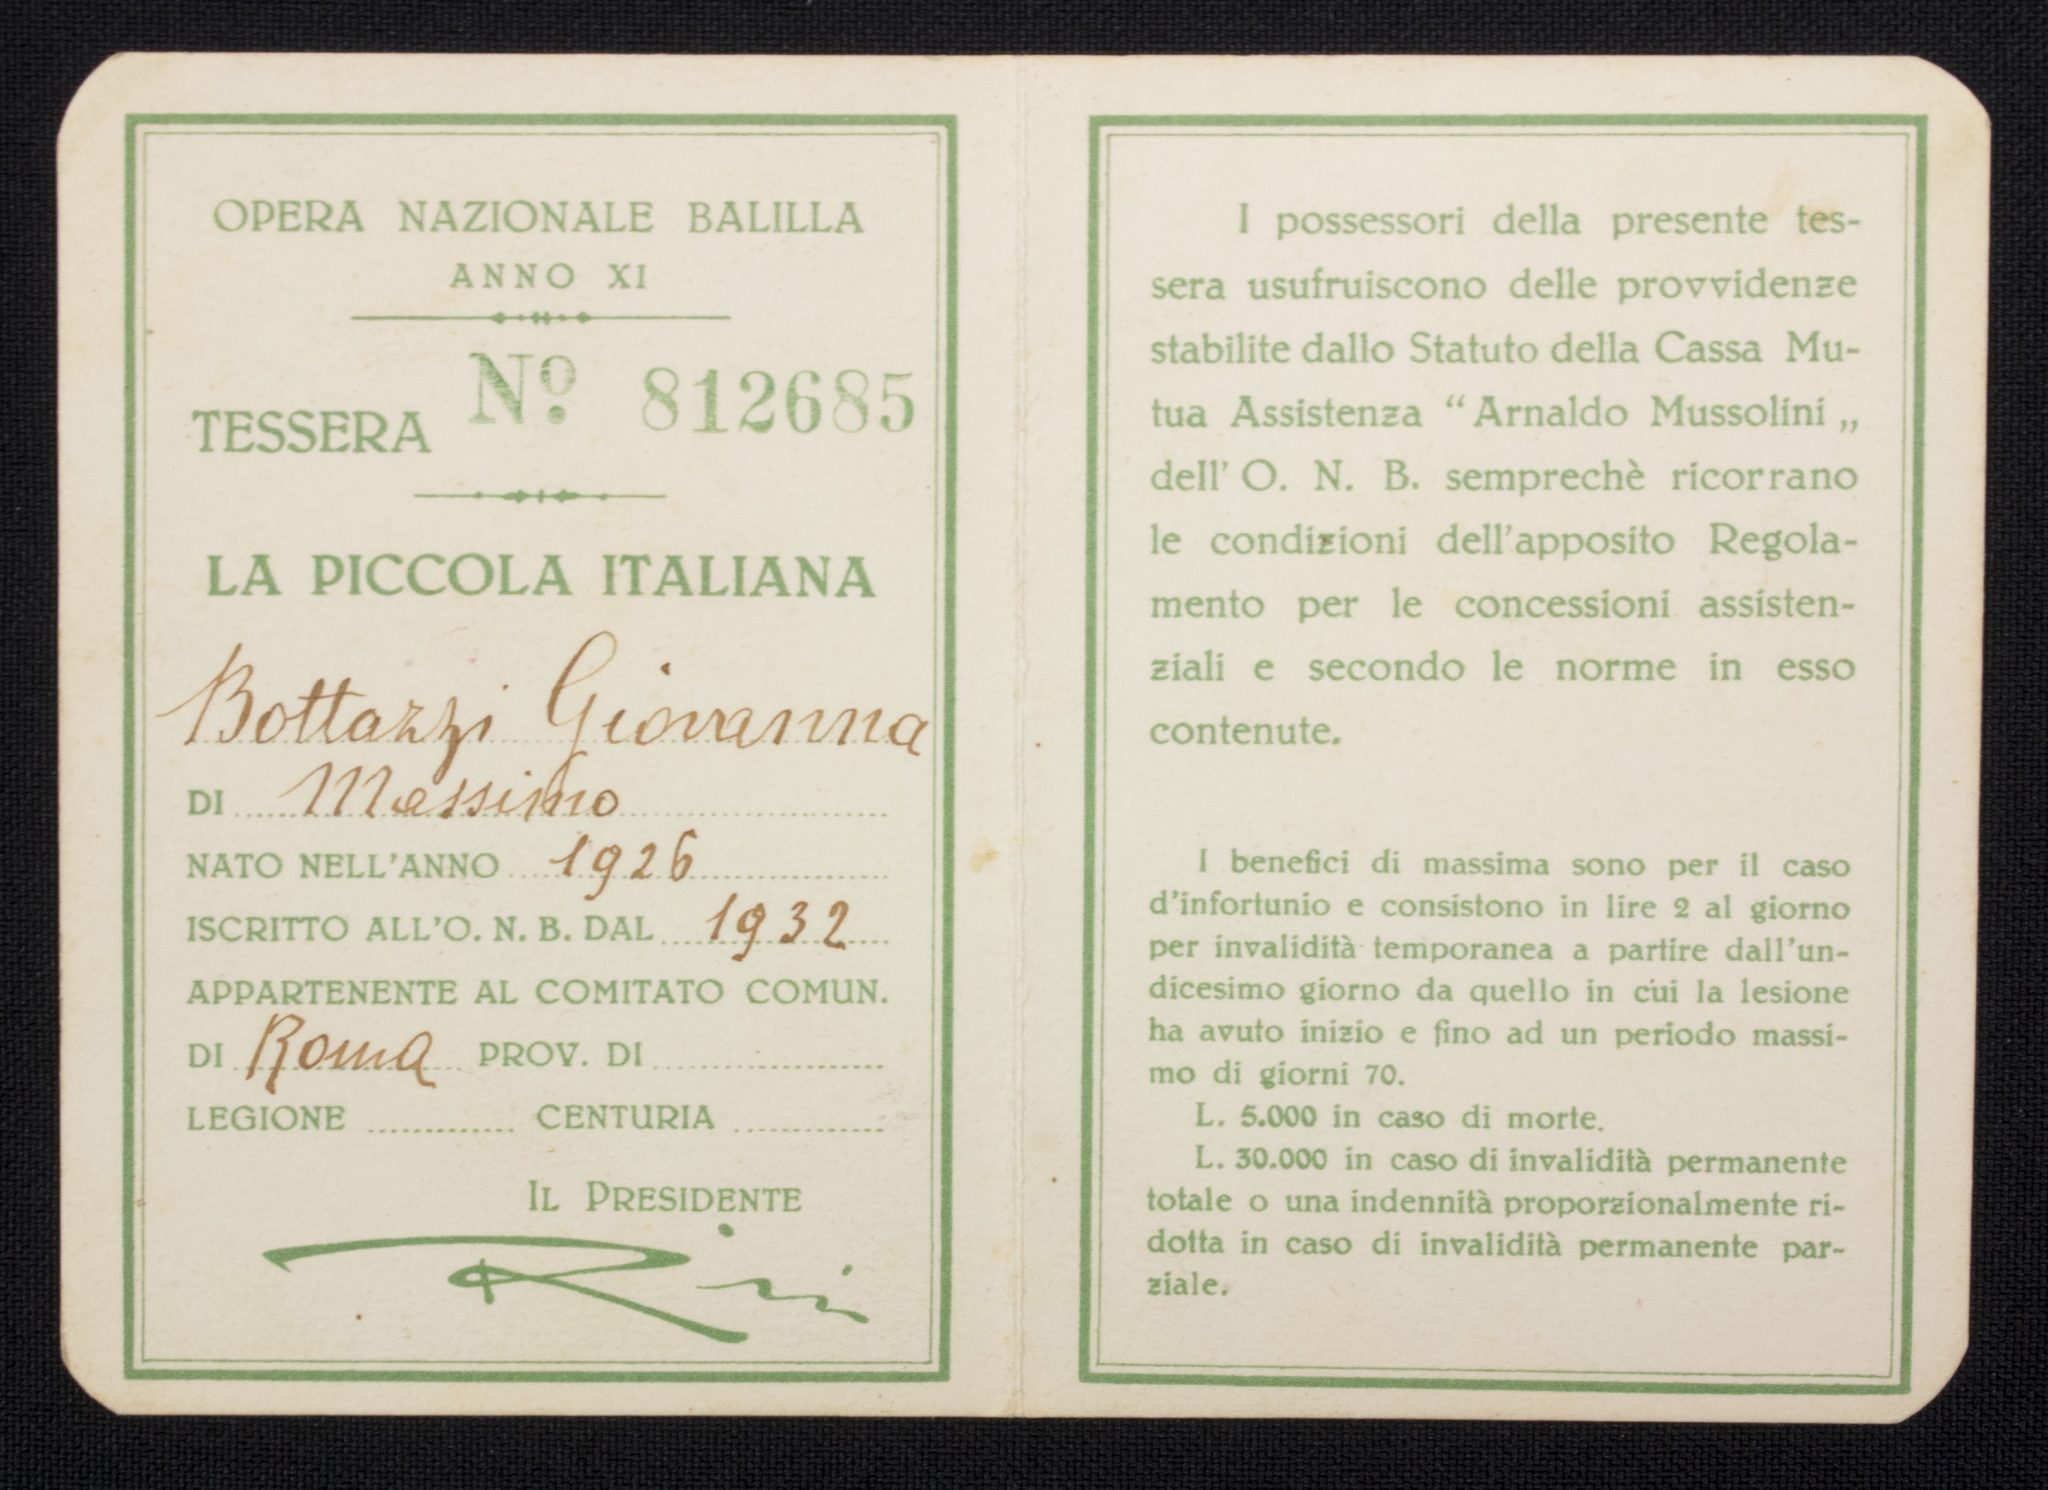 OPERA NAZIONALE BALILLA
ANNO XI
TESSERA Nº 812685
LA PICCOLA ITALIANA
Bottazzi Giovanna
DI Massimo
NATO NELL'ANNO 1926
ISCRITTO ALL'O. N. B. DAL 1932
APPARTENENTE AL COMITATO COMUN.
DI Roma PROV. DI
LEGIONE CENTURIA
IL PRESIDENTE
I possessori della presente tes-
sera usufruiscono delle provvidenze
stabilite dallo Statuto della Cassa Mu-
tua Assistenza “Arnaldo Mussolini„
dell' O. N. B. semprechè ricorrano
le condizioni dell'apposito Regola-
mento per le concessioni assisten-
ziali e secondo le norme in esso
contenute.
I benefici di massima sono per il caso
d'infortunio e consistono in lire 2 al giorno
per invalidità temporanea a partire dall'un-
dicesimo giorno da quello in cui la lesione
ha avuto inizio e fino ad un periodo massi-
mo di giorni 70.
L. 5.000 in caso di morte.
L. 30.000 in caso di invalidità permanente
totale o una indennità proporzionalmente ri-
dotta in caso di invalidità permanente par-
ziale.